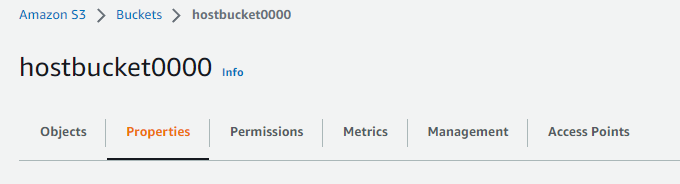 Amazon S3 > Buckets > hostbucket0000
hostbucket0000 Info
Objects Properties Permissions Metrics Management Access Points